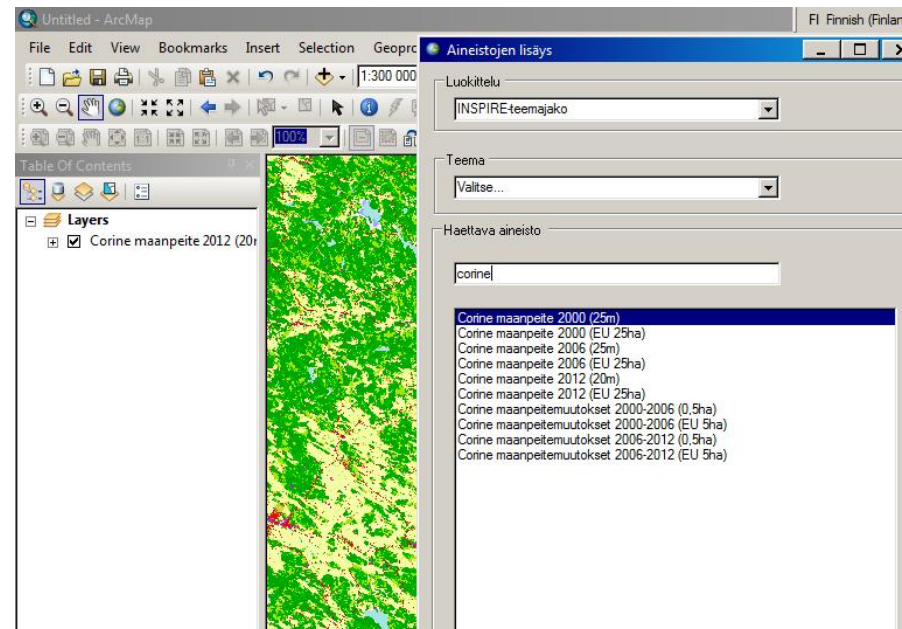 Untitled - ArcMap
FI Finnish (Finlan
File Edit View Bookmarks Insert Selection Geopro
1:300 000
100%
Table Of Contents
Layers
Corine maanpeite 2012 (20r
Aineistojen lisäys
Luokittelu
INSPIRE-teemajako
Teema
Valitse...
Haettava aineisto
corine
Corine maanpeite 2000 (25m)
Corine maanpeite 2000 (EU 25ha)
Corine maanpeite 2006 (25m)
Corine maanpeite 2006 (EU 25ha)
Corine maanpeite 2012 (20m)
Corine maanpeite 2012 (EU 25ha)
Corine maanpeitemuutokset 2000-2006 (0,5ha)
Corine maanpeitemuutokset 2000-2006 (EU 5ha)
Corine maanpeitemuutokset 2006-2012 (0,5ha)
Corine maanpeitemuutokset 2006-2012 (EU 5ha)